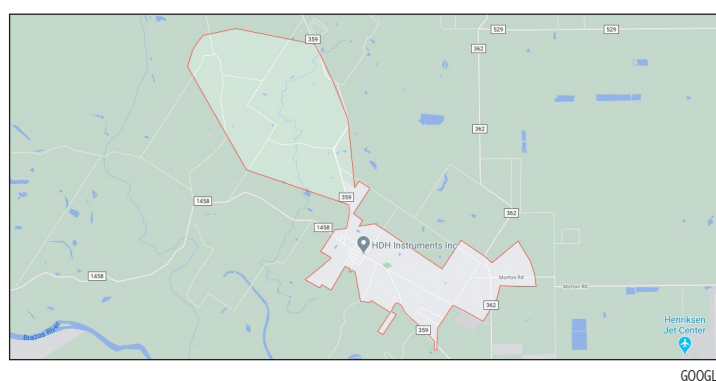 529
529
359
362
362
359
1458
362
1458
HDH Instruments Inc
1458
Morton Rd
Morton Rd
362
359
Brazos River
Henriksen
Jet Center
GOOGL